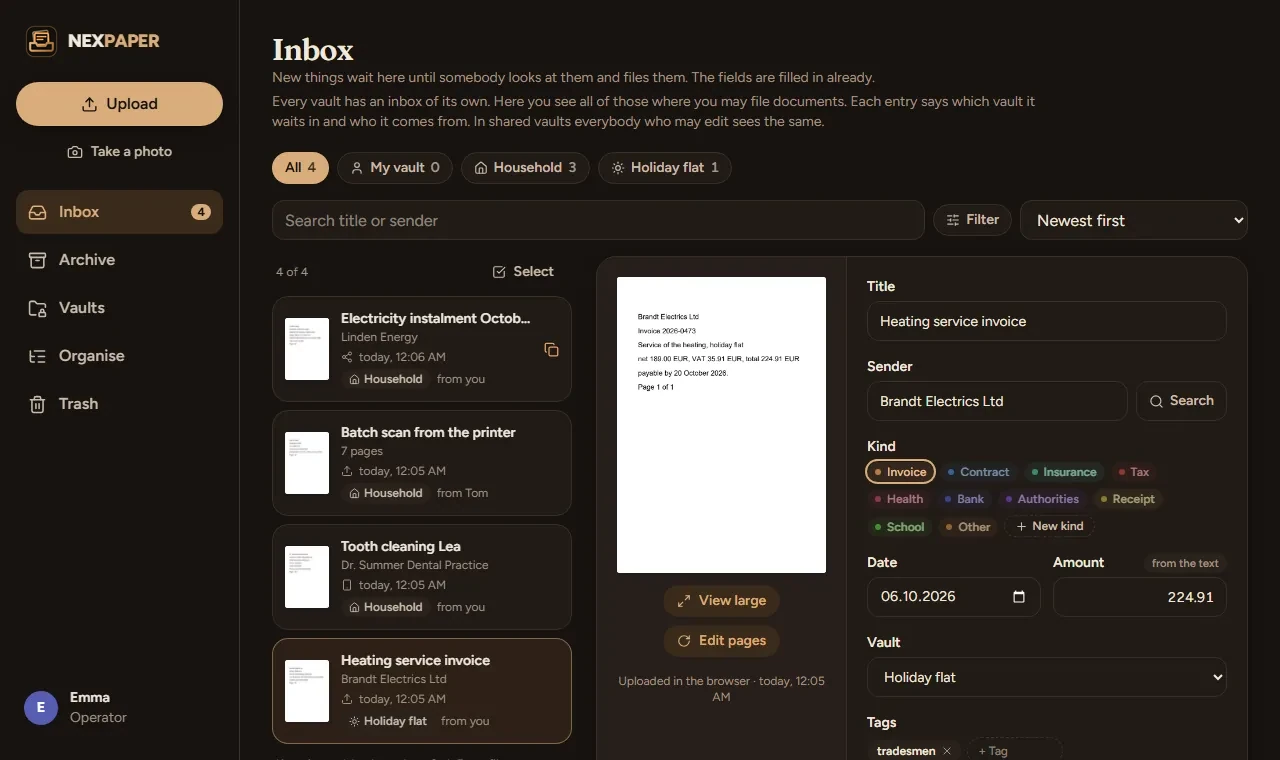 NEXPAPER
Upload
Take a photo
Inbox 4
Archive
Vaults
Organise
Trash
E
Emma
Operator
Inbox
New things wait here until somebody looks at them and files them. The fields are filled in already.
Every vault has an inbox of its own. Here you see all of those where you may file documents. Each entry says which vault it
waits in and who it comes from. In shared vaults everybody who may edit sees the same.
All 4 My vault 0 Household 3 Holiday flat 1
Search title or sender Filter Newest first
4 of 4 Select
Electricity instalment Octob...
Linden Energy
today, 12:06 AM
Household from you
Batch scan from the printer
7 pages
today, 12:05 AM
Household from Tom
Tooth cleaning Lea
Dr. Summer Dental Practice
today, 12:05 AM
Household from you
Heating service invoice
Brandt Electrics Ltd
today, 12:05 AM
Holiday flat from you
Brandt Electrics Ltd
Invoice 2026-0473
Service of the heating, holiday flat
net 189.00 EUR, VAT 35.91 EUR, total 224.91 EUR
payable by 20 October 2026.
Page 1 of 1
View large
Edit pages
Uploaded in the browser · today, 12:05
AM
Title
Heating service invoice
Sender
Brandt Electrics Ltd Search
Kind
Invoice Contract Insurance Tax
Health Bank Authorities Receipt
School Other + New kind
Date Amount from the text
06.10.2026 224.91
Vault
Holiday flat
Tags
tradesmen × + Tag